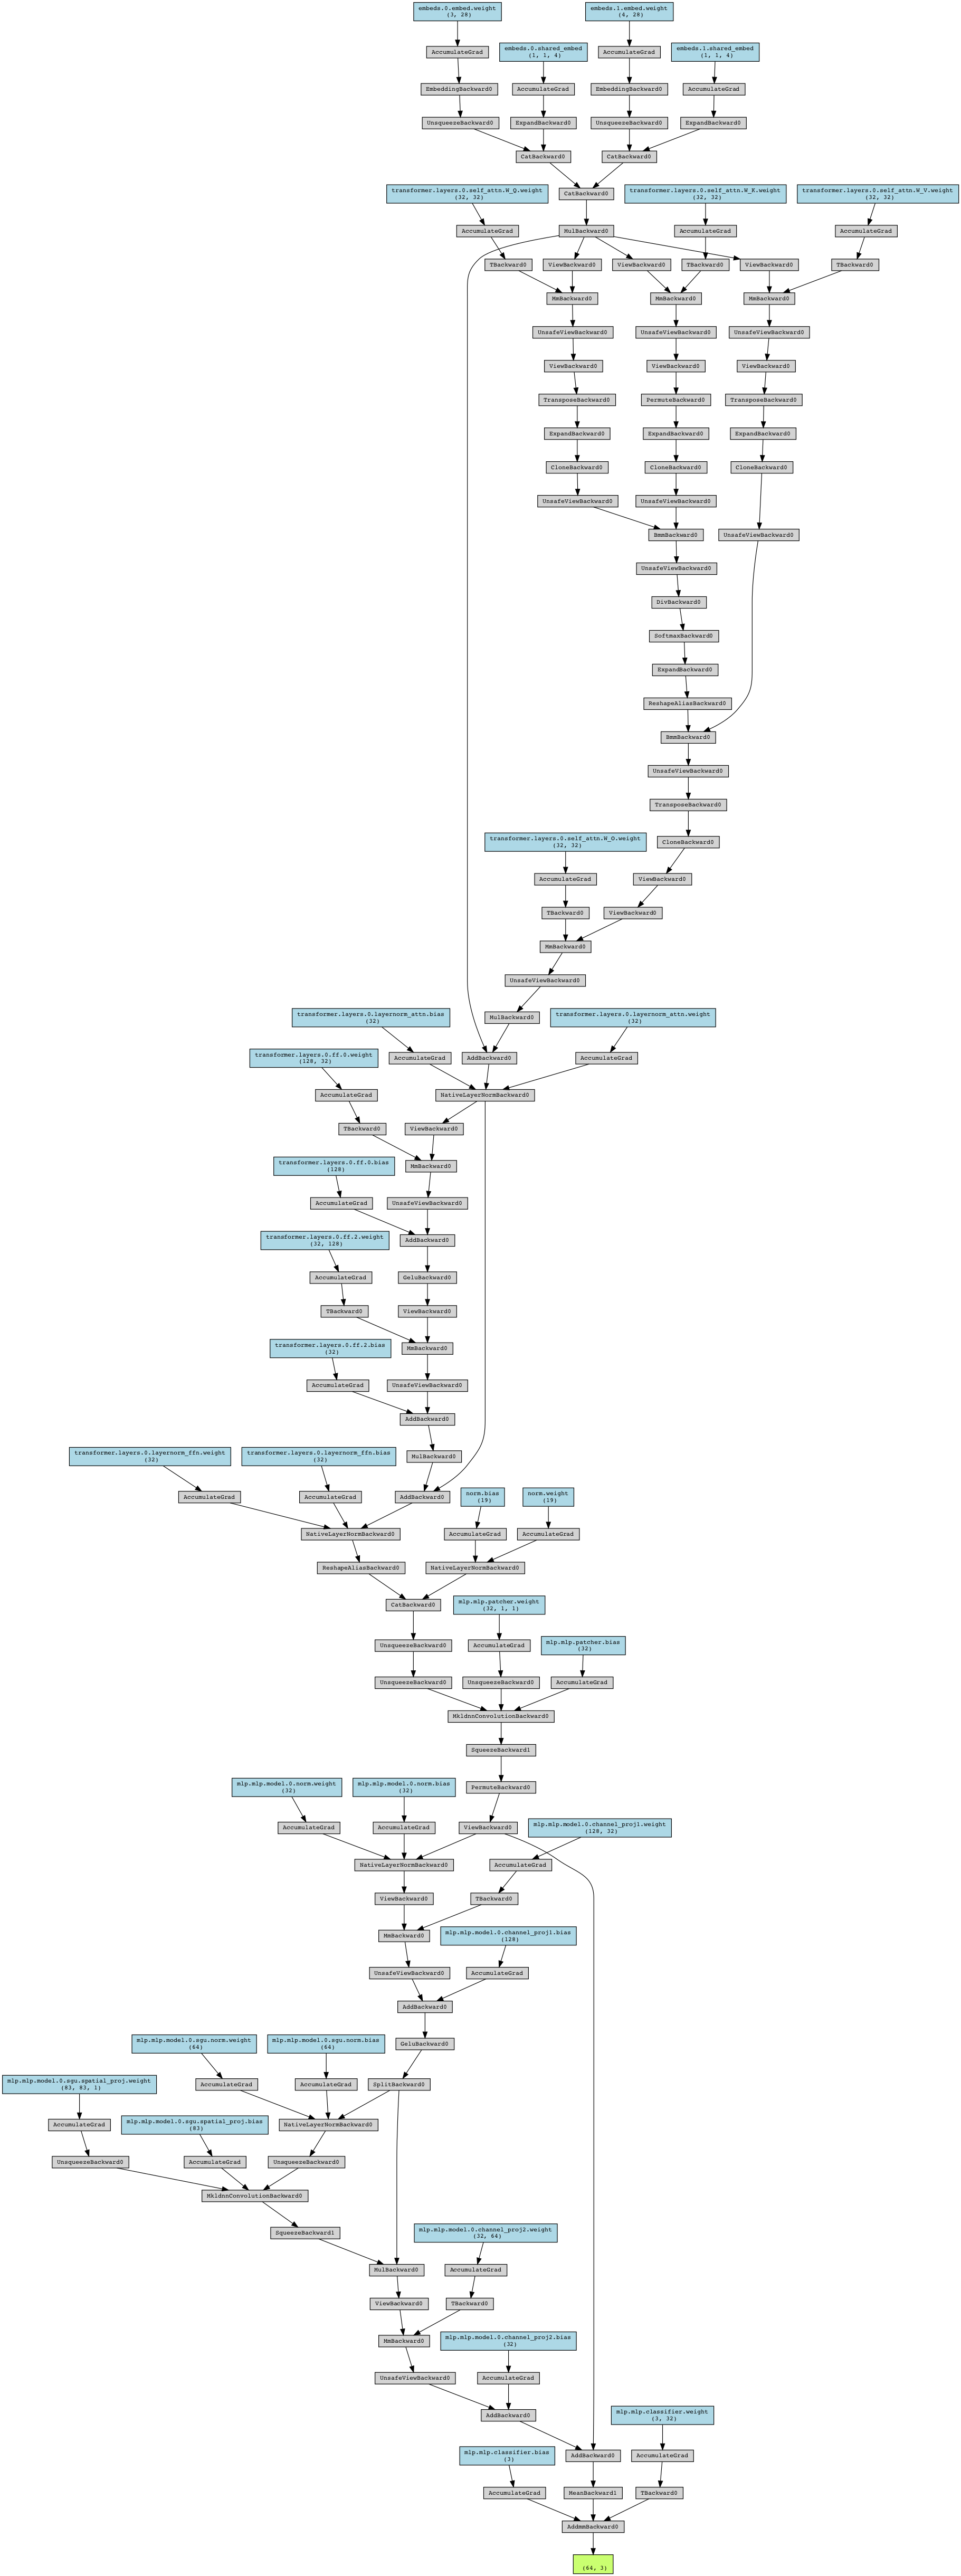 embeds.0.embed.weight
(3, 28)
embeds.1.embed.weight
(4, 28)
AccumulateGrad
embeds.0.shared_embed
(1, 1, 4)
AccumulateGrad
embeds.1.shared_embed
(1, 1, 4)
EmbeddingBackward0
AccumulateGrad
EmbeddingBackward0
AccumulateGrad
UnsqueezeBackward0
ExpandBackward0
UnsqueezeBackward0
ExpandBackward0
CatBackward0
CatBackward0
transformer.layers.0.self_attn.W_Q.weight
(32, 32)
CatBackward0
transformer.layers.0.self_attn.W_K.weight
(32, 32)
transformer.layers.0.self_attn.W_V.weight
(32, 32)
AccumulateGrad
MulBackward0
AccumulateGrad
AccumulateGrad
TBackward0
ViewBackward0
ViewBackward0
TBackward0
ViewBackward0
TBackward0
MmBackward0
MmBackward0
MmBackward0
UnsafeViewBackward0
UnsafeViewBackward0
UnsafeViewBackward0
ViewBackward0
ViewBackward0
ViewBackward0
TransposeBackward0
PermuteBackward0
TransposeBackward0
ExpandBackward0
ExpandBackward0
ExpandBackward0
CloneBackward0
CloneBackward0
CloneBackward0
UnsafeViewBackward0
UnsafeViewBackward0
BmmBackward0
UnsafeViewBackward0
UnsafeViewBackward0
DivBackward0
SoftmaxBackward0
ExpandBackward0
ReshapeAliasBackward0
BmmBackward0
UnsafeViewBackward0
TransposeBackward0
transformer.layers.0.self_attn.W_O.weight
(32, 32)
CloneBackward0
AccumulateGrad
ViewBackward0
TBackward0
ViewBackward0
MmBackward0
UnsafeViewBackward0
transformer.layers.0.layernorm_attn.bias
(32)
MulBackward0
transformer.layers.0.layernorm_attn.weight
(32)
transformer.layers.0.ff.0.weight
(128, 32)
AccumulateGrad
AddBackward0
AccumulateGrad
AccumulateGrad
NativeLayerNormBackward0
TBackward0
ViewBackward0
transformer.layers.0.ff.0.bias
(128)
MmBackward0
AccumulateGrad
UnsafeViewBackward0
transformer.layers.0.ff.2.weight
(32, 128)
AddBackward0
AccumulateGrad
GeluBackward0
TBackward0
ViewBackward0
transformer.layers.0.ff.2.bias
(32)
MmBackward0
AccumulateGrad
UnsafeViewBackward0
AddBackward0
transformer.layers.0.layernorm_ffn.weight
(32)
transformer.layers.0.layernorm_ffn.bias
(32)
MulBackward0
AccumulateGrad
AccumulateGrad
AddBackward0
norm.bias
(19)
norm.weight
(19)
NativeLayerNormBackward0
AccumulateGrad
AccumulateGrad
ReshapeAliasBackward0
NativeLayerNormBackward0
CatBackward0
mlp.mlp.patcher.weight
(32, 1, 1)
UnsqueezeBackward0
AccumulateGrad
mlp.mlp.patcher.bias
(32)
UnsqueezeBackward0
UnsqueezeBackward0
AccumulateGrad
MkldnnConvolutionBackward0
SqueezeBackward1
mlp.mlp.model.0.norm.weight
(32)
mlp.mlp.model.0.norm.bias
(32)
PermuteBackward0
AccumulateGrad
AccumulateGrad
ViewBackward0
mlp.mlp.model.0.channel_proj1.weight
(128, 32)
NativeLayerNormBackward0
AccumulateGrad
ViewBackward0
TBackward0
MmBackward0
mlp.mlp.model.0.channel_proj1.bias
(128)
UnsafeViewBackward0
AccumulateGrad
AddBackward0
mlp.mlp.model.0.sgu.norm.weight
(64)
mlp.mlp.model.0.sgu.norm.bias
(64)
GeluBackward0
mlp.mlp.model.0.sgu.spatial_proj.weight
(83, 83, 1)
AccumulateGrad
AccumulateGrad
SplitBackward0
AccumulateGrad
mlp.mlp.model.0.sgu.spatial_proj.bias
(83)
NativeLayerNormBackward0
UnsqueezeBackward0
AccumulateGrad
UnsqueezeBackward0
MkldnnConvolutionBackward0
SqueezeBackward1
mlp.mlp.model.0.channel_proj2.weight
(32, 64)
MulBackward0
AccumulateGrad
ViewBackward0
TBackward0
MmBackward0
mlp.mlp.model.0.channel_proj2.bias
(32)
UnsafeViewBackward0
AccumulateGrad
AddBackward0
mlp.mlp.classifier.weight
(3, 32)
mlp.mlp.classifier.bias
(3)
AddBackward0
AccumulateGrad
AccumulateGrad
MeanBackward1
TBackward0
AddmmBackward0
(64, 3)